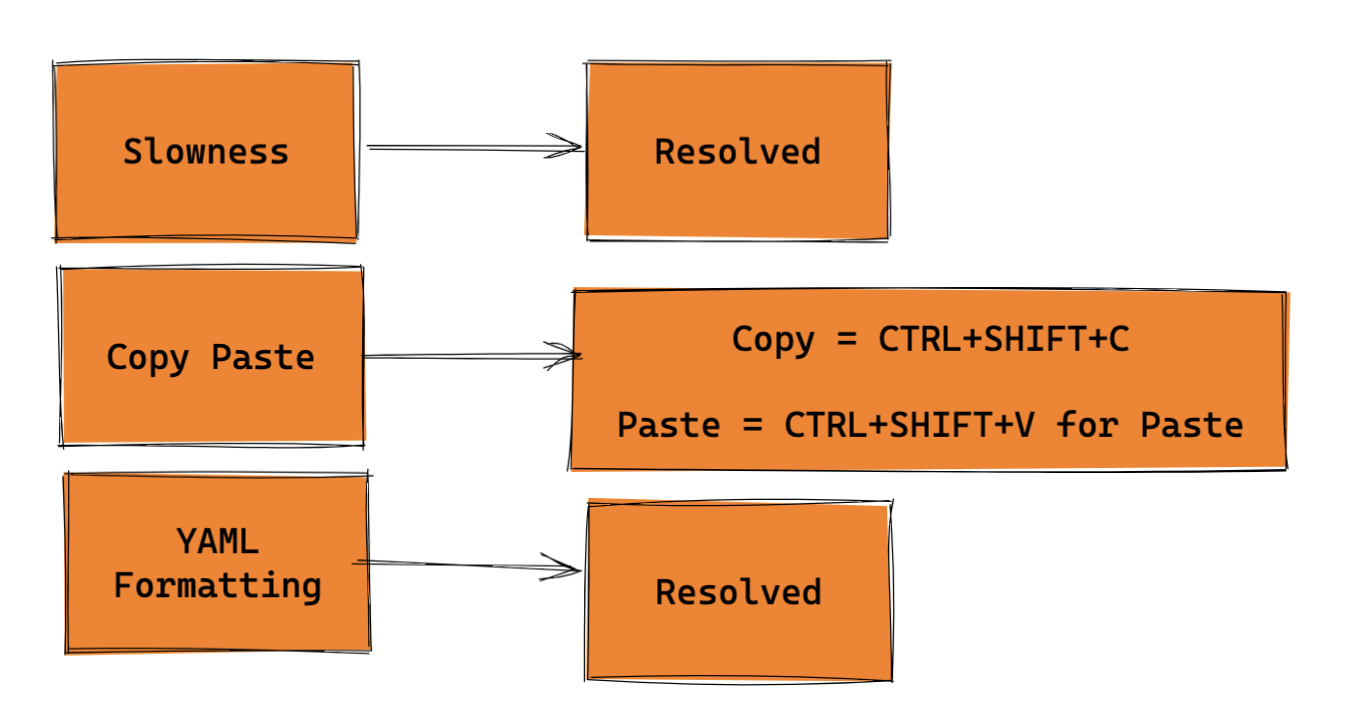 Slowness
Resolved
Copy Paste
Copy = CTRL+SHIFT+C
Paste = CTRL+SHIFT+V for Paste
YAML
Formatting
Resolved